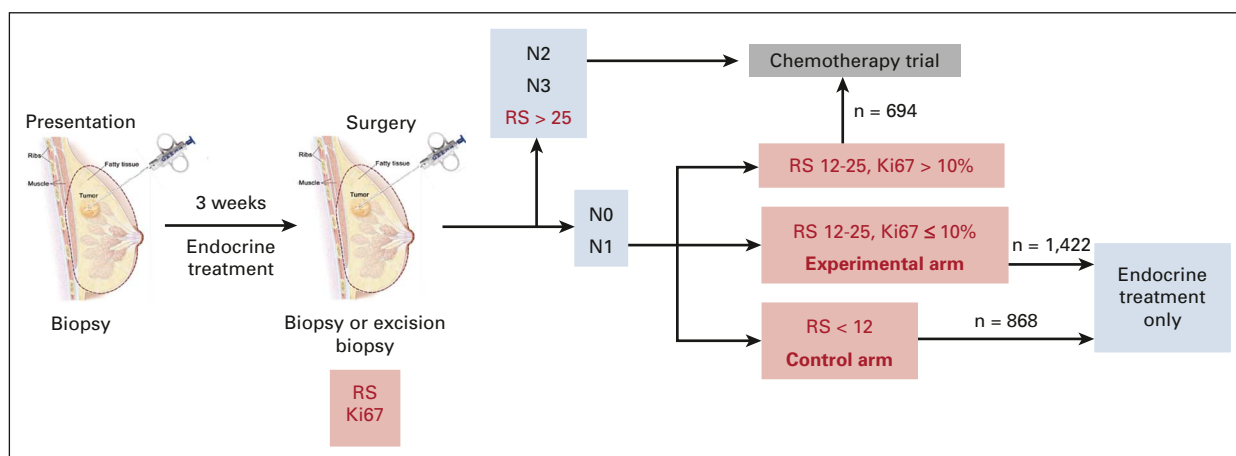 Presentation
Ribs
Fatty tissue
Muscle
Tumor
Biopsy
3 weeks
Endocrine
treatment
Surgery
Ribs
Fatty tissue
Muscle
Tumor
Biopsy or excision
biopsy
RS
Ki67
N2
N3
RS > 25
N0
N1
Chemotherapy trial
n = 694
RS 12-25, Ki67 > 10%
RS 12-25, Ki67 ≤ 10%
Experimental arm
n = 1,422
RS < 12
Control arm
n = 868
Endocrine
treatment
only